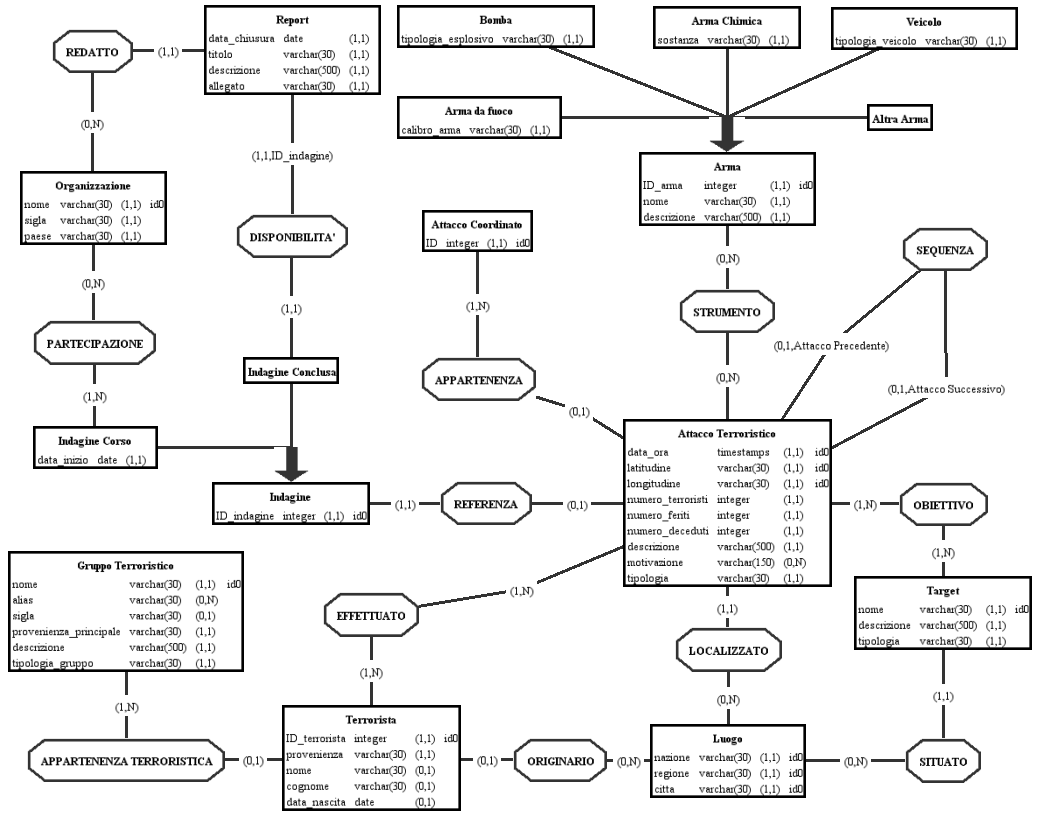 REDATTO
(1,1)
Report
data_chiusura date (1,1)
titolo varchar(30) (1,1)
descrizione varchar(500) (1,1)
allegato varchar(30) (1,1)
Bomba
tipologia_esplosivo varchar(30) (1,1)
Arma Chimica
sostanza varchar(30) (1,1)
Veicolo
tipologia_veicolo varchar(30) (1,1)
Arma da fuoco
calibro_arma varchar(30) (1,1)
Altra Arma
(0,N)
(1,1,ID_indagine)
Arma
ID_arma integer (1,1) id0
nome varchar(30) (1,1)
descrizione varchar(500) (1,1)
Organizzazione
nome varchar(30) (1,1) id0
sigla varchar(30) (1,1)
paese varchar(30) (1,1)
DISPONIBILITA'
Attacco Coordinato
ID integer (1,1) id0
SEQUENZA
(0,N)
(0,N)
(1,1)
(1,N)
STRUMENTO
PARTECIPAZIONE
(0,1,Attacco Precedente)
Indagine Conclusa
APPARTENENZA
(0,N)
(0,1,Attacco Successivo)
(1,N)
(0,1)
Indagine Corso
data_inizio date (1,1)
Attacco Terroristico
data_ora timestamps (1,1) id0
latitudine varchar(30) (1,1) id0
longitudine varchar(30) (1,1) id0
numero_terroristi integer (1,1)
numero_feriti integer (1,1)
numero_deceduti integer (1,1)
descrizione varchar(500) (1,1)
motivazione varchar(150) (0,N)
tipologia varchar(30) (1,1)
Indagine
ID_indagine integer (1,1) id0
(1,1)
REFERENZA
(0,1)
(1,N)
OBIETTIVO
(1,N)
Gruppo Terroristico
nome varchar(30) (1,1) id0
alias varchar(30) (0,N)
sigla varchar(30) (0,1)
provenienza_principale varchar(30) (1,1)
descrizione varchar(500) (1,1)
tipologia_gruppo varchar(30) (1,1)
(1,N)
EFFETTUATO
(1,1)
Target
nome varchar(30) (1,1) id0
descrizione varchar(500) (1,1)
tipologia varchar(30) (1,1)
LOCALIZZATO
(1,N)
(1,N)
(0,N)
(1,1)
APPARTENENZA TERRORISTICA
(0,1)
Terrorista
ID_terrorista integer (1,1) id0
provenienza varchar(30) (1,1)
nome varchar(30) (0,1)
cognome varchar(30) (0,1)
data_nascita date (0,1)
(0,1)
ORIGINARIO
(0,N)
Luogo
nazione varchar(30) (1,1) id0
regione varchar(30) (1,1) id0
citta varchar(30) (1,1) id0
(0,N)
SITUATO